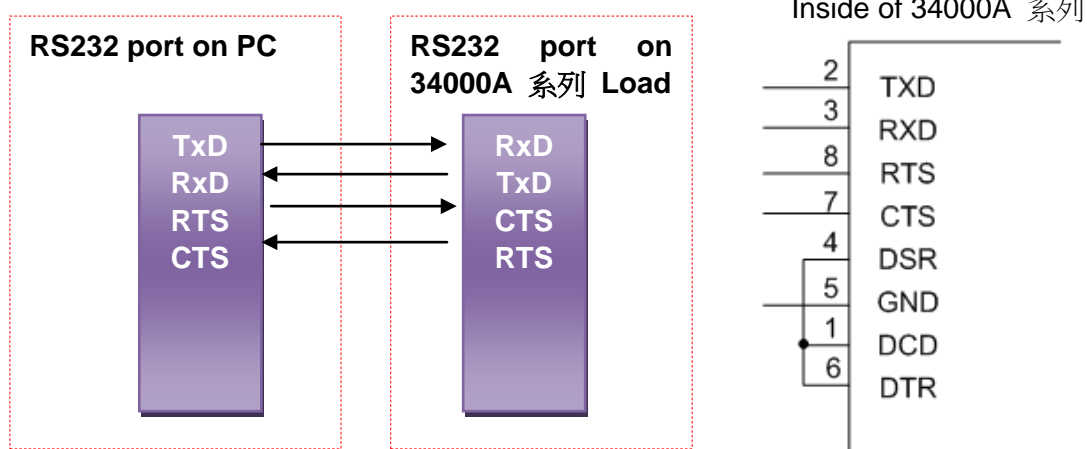 RS232 port on PC
TxD
RxD
RTS
CTS
RS232 port on
34000A 系列 Load
RxD
TxD
CTS
RTS
Inside of 34000A 系列
2 TXD
3 RXD
8 RTS
7 CTS
4 DSR
5 GND
1 DCD
6 DTR